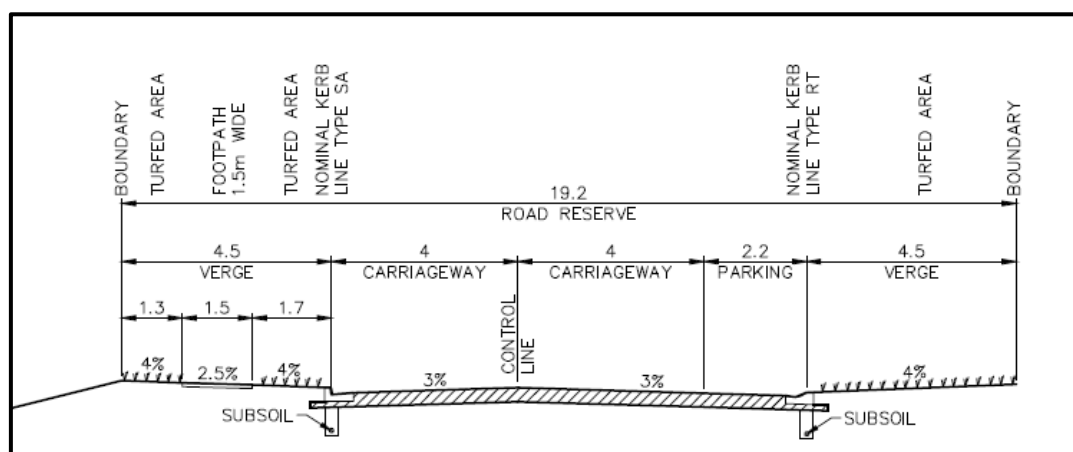 BOUNDARY
TURFED AREA
FOOTPATH
1.5m WIDE
TURFED AREA
NOMINAL KERB
LINE TYPE SA
NOMINAL KERB
LINE TYPE RT
TURFED AREA
BOUNDARY
19.2
ROAD RESERVE
4.5
VERGE
4
CARRIAGEWAY
4
CARRIAGEWAY
2.2
PARKING
4.5
VERGE
1.3
1.5
1.7
CONTROL
LINE
4%
2.5%
4%
3%
3%
4%
SUBSOIL
SUBSOIL